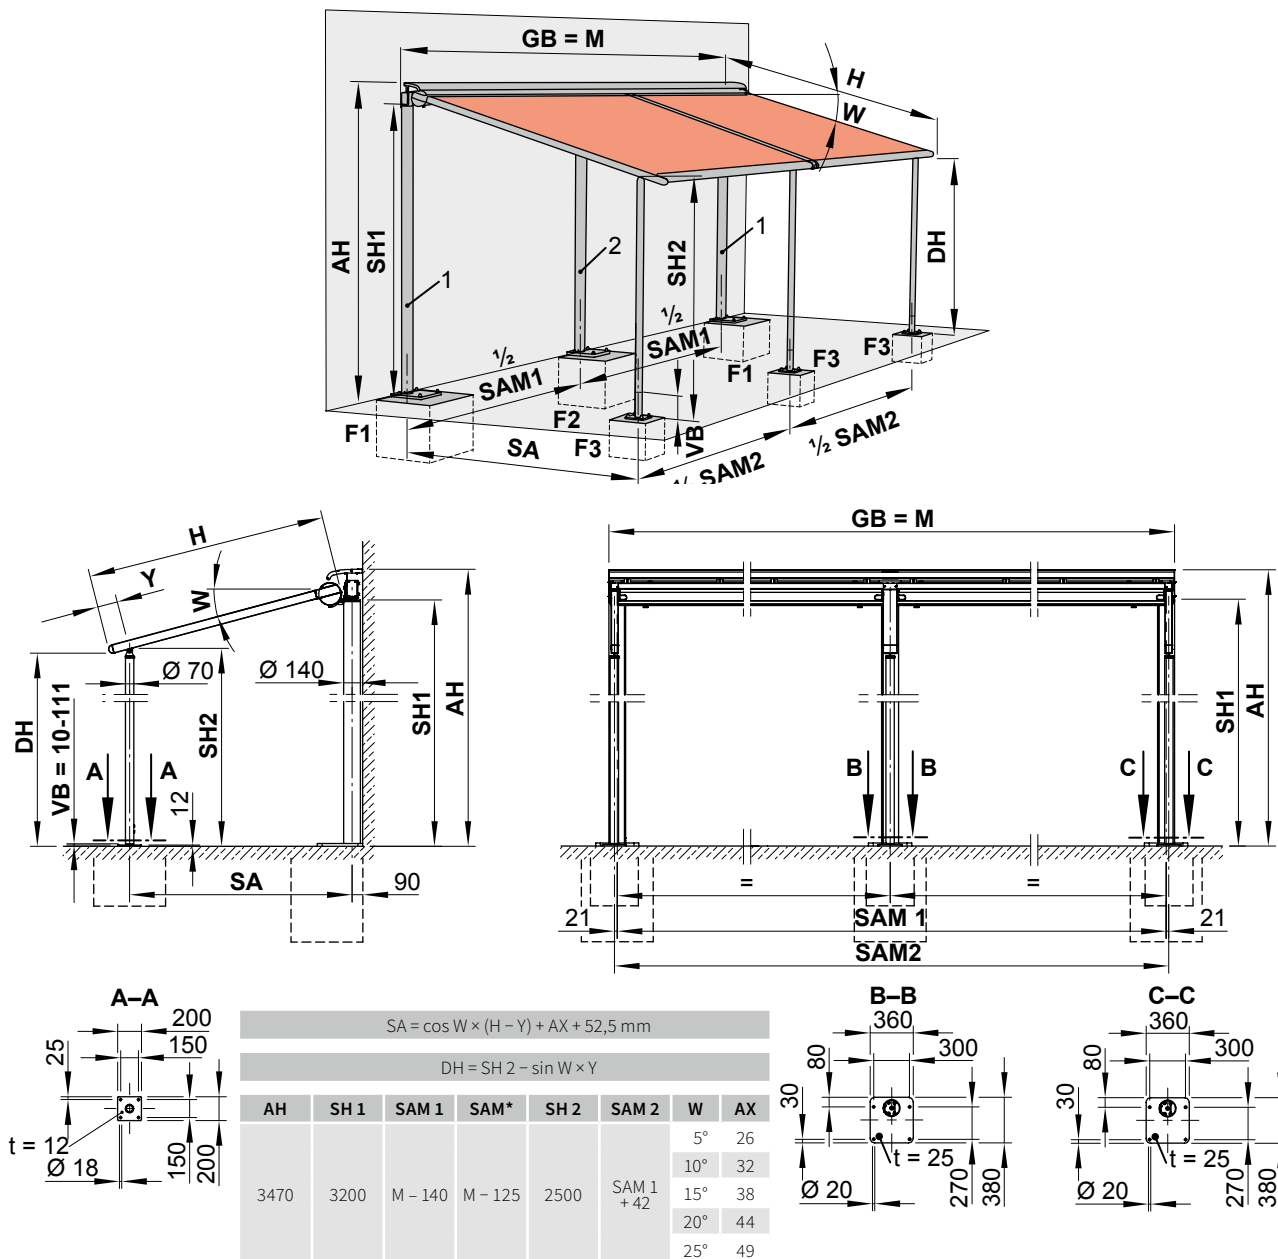 GB = M
H
W
AH
SH1
1
2
SH2
1
DH
½
SAM1
½
SAM1
F1
F2
F3
F1
F3
F3
VB
SA
½ SAM2
½ SAM2
H
Y
W
Ø 70
Ø 140
DH
VB = 10-111
A
A
12
SH2
SH1
AH
SA
90
GB = M
SH1
AH
B
B
C
C
=
=
21
SAM 1
21
SAM2
A–A
200
150
25
t = 12
Ø 18
150
200
SA = cos W × (H – Y) + AX + 52,5 mm
DH = SH 2 – sin W × Y
AH SH 1 SAM 1 SAM* SH 2 SAM 2 W AX
5° 26
10° 32
3470 3200 M – 140 M – 125 2500 SAM 1 + 42 15° 38
20° 44
25° 49
B–B
360
300
80
30
t = 25
Ø 20
270
380
C–C
360
300
80
30
t = 25
Ø 20
270
380